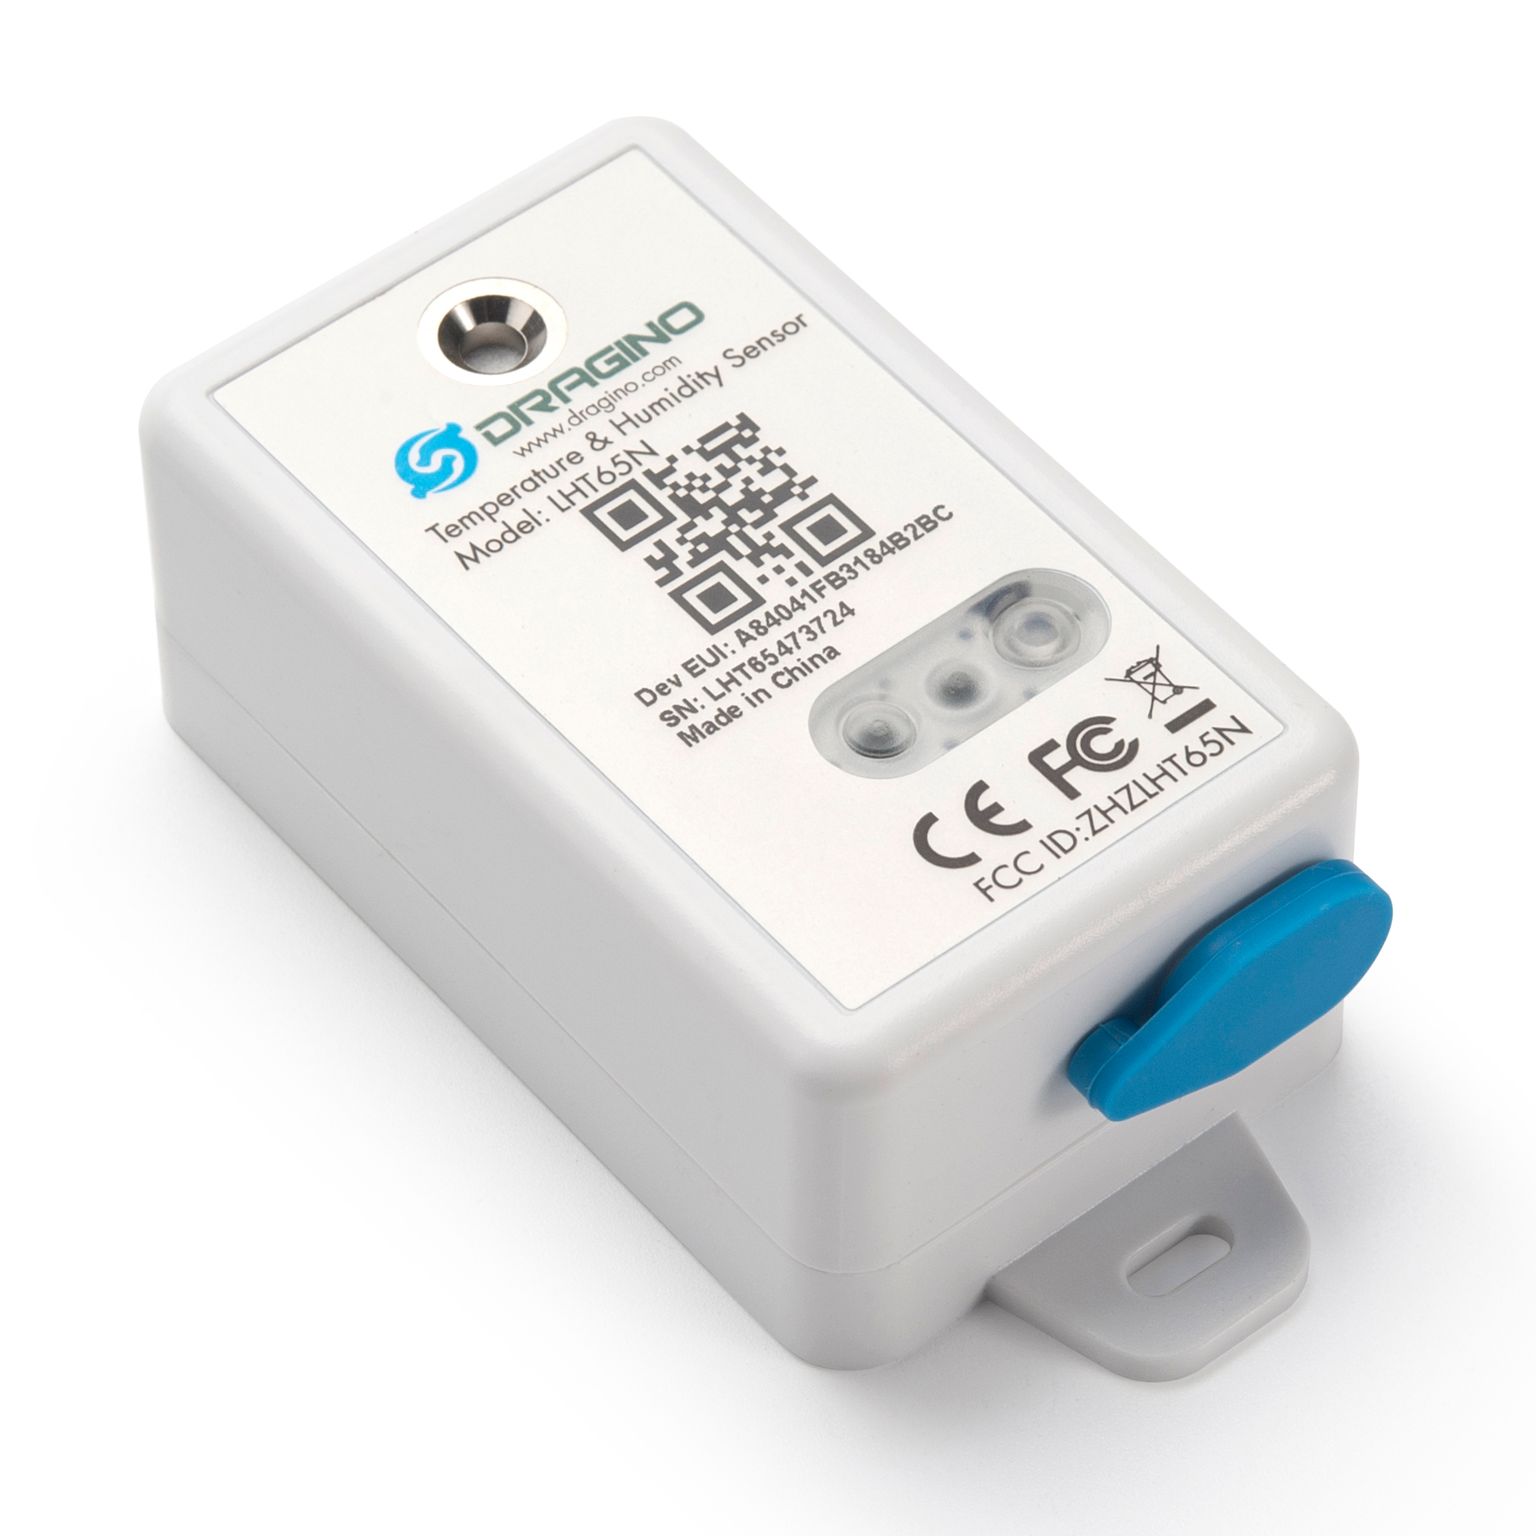 DRAGINO
www.dragino.com
Temperature & Humidity Sensor
Model: LHT65N
Dev EUI: A84041FB3184B2BC
SN: LHT65473724
Made in China
CE FC
FCC ID:ZHZLHT65N